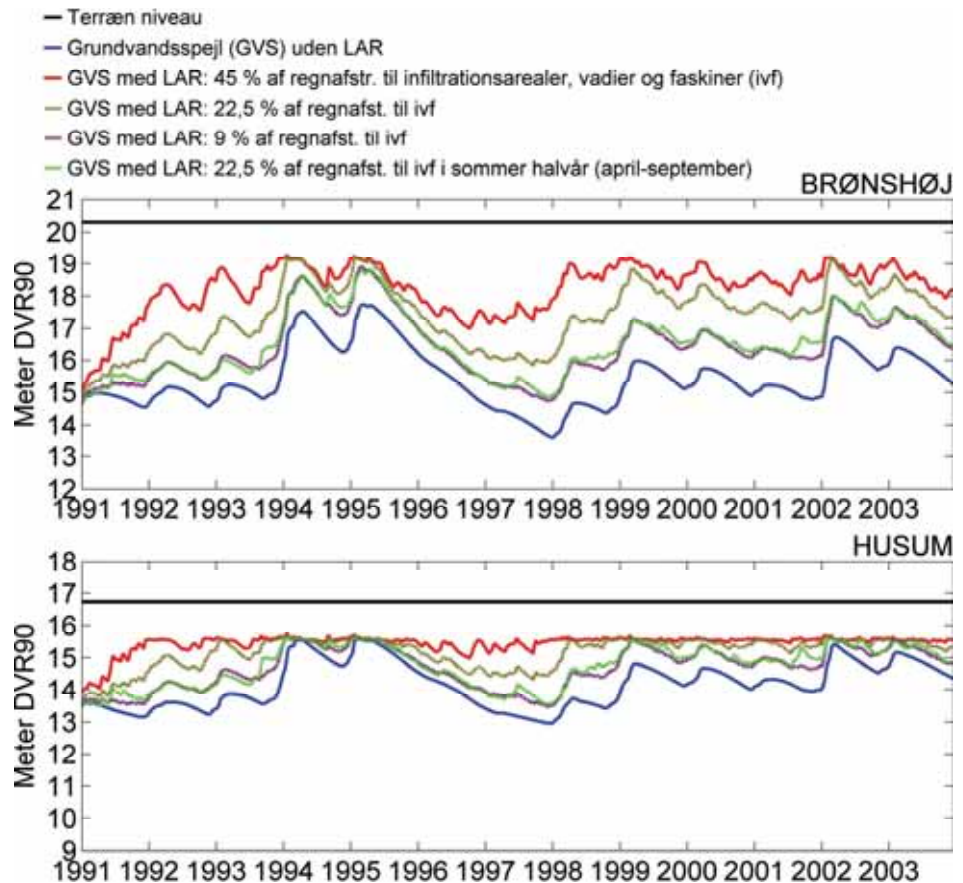 Terræn niveau
Grundvandsspejl (GVS) uden LAR
GVS med LAR: 45 % af regnafstr. til infiltrationsarealer, vadier og faskiner (ivf)
GVS med LAR: 22,5 % af regnafst. til ivf
GVS med LAR: 9 % af regnafst. til ivf
GVS med LAR: 22,5 % af regnafst. til ivf i sommer halvår (april-september)
BRØNSHØJ
21
20
19
18
17
16
15
14
13
12
Meter DVR90
1991 1992 1993 1994 1995 1996 1997 1998 1999 2000 2001 2002 2003
HUSUM
18
17
16
15
14
13
12
11
10
9
Meter DVR90
1991 1992 1993 1994 1995 1996 1997 1998 1999 2000 2001 2002 2003